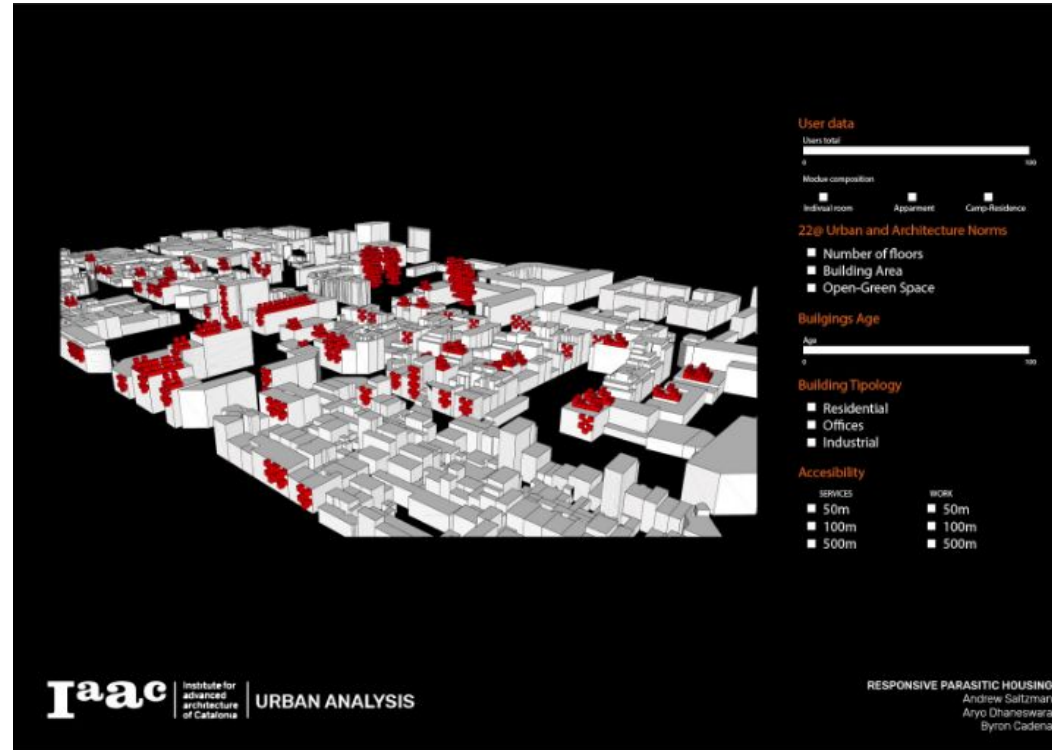 User data
Users total
0 100
Modue composition
Indivual room Apparment Camp-Residence
22@ Urban and Architecture Norms
Number of floors
Building Area
Open-Green Space
Builgings Age
Age
0 100
Building Tipology
Residential
Offices
Industrial
Accesibility
SERVICES WORK
50m 50m
100m 100m
500m 500m
Iaac
Institute for
advanced
architecture
of Catalonia
URBAN ANALYSIS
RESPONSIVE PARASITIC HOUSING
Andrew Saltzman
Aryo Dhaneswara
Byron Cadena